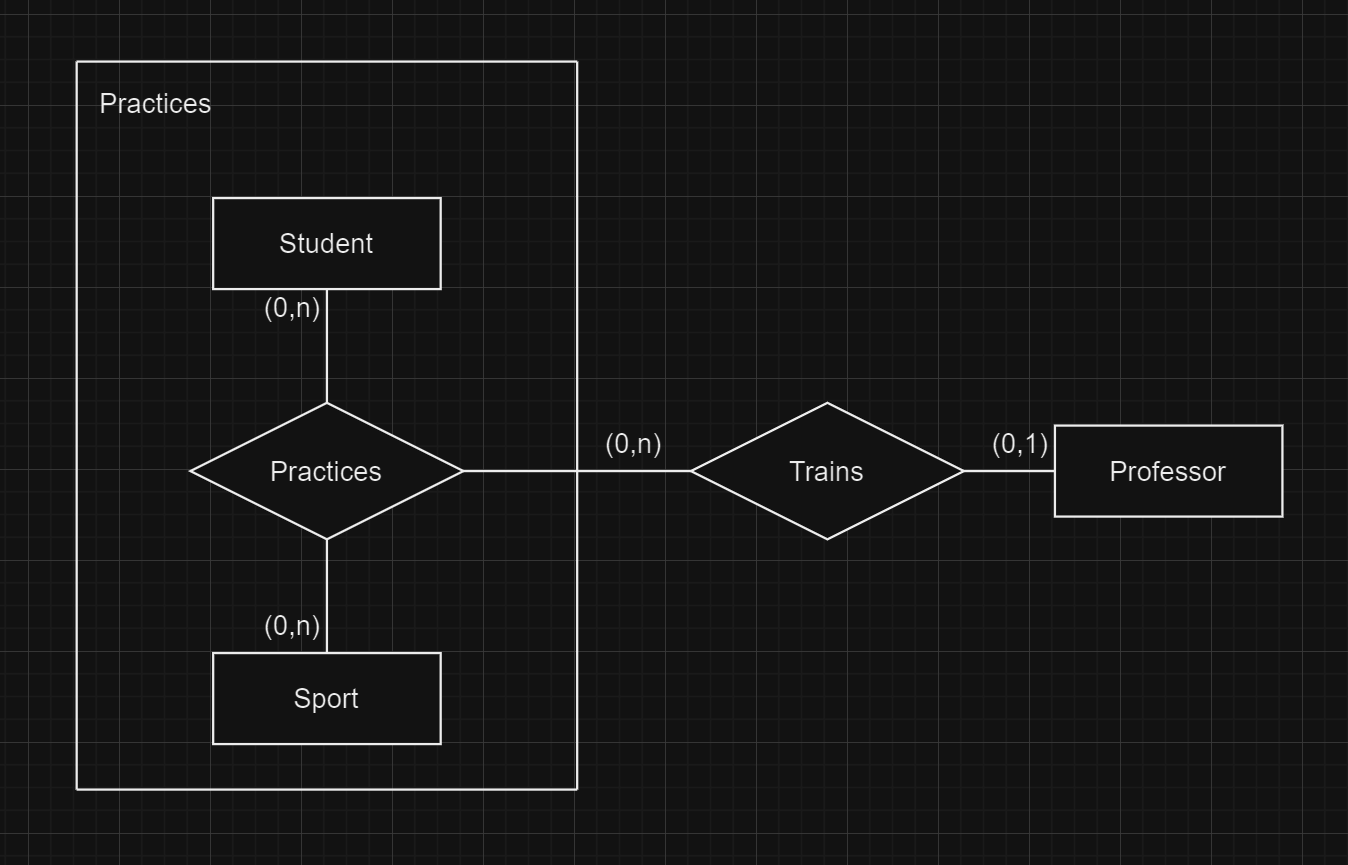 Practices
Student
(0,n)
Practices
(0,n)
Sport
(0,n)
Trains
(0,1)
Professor